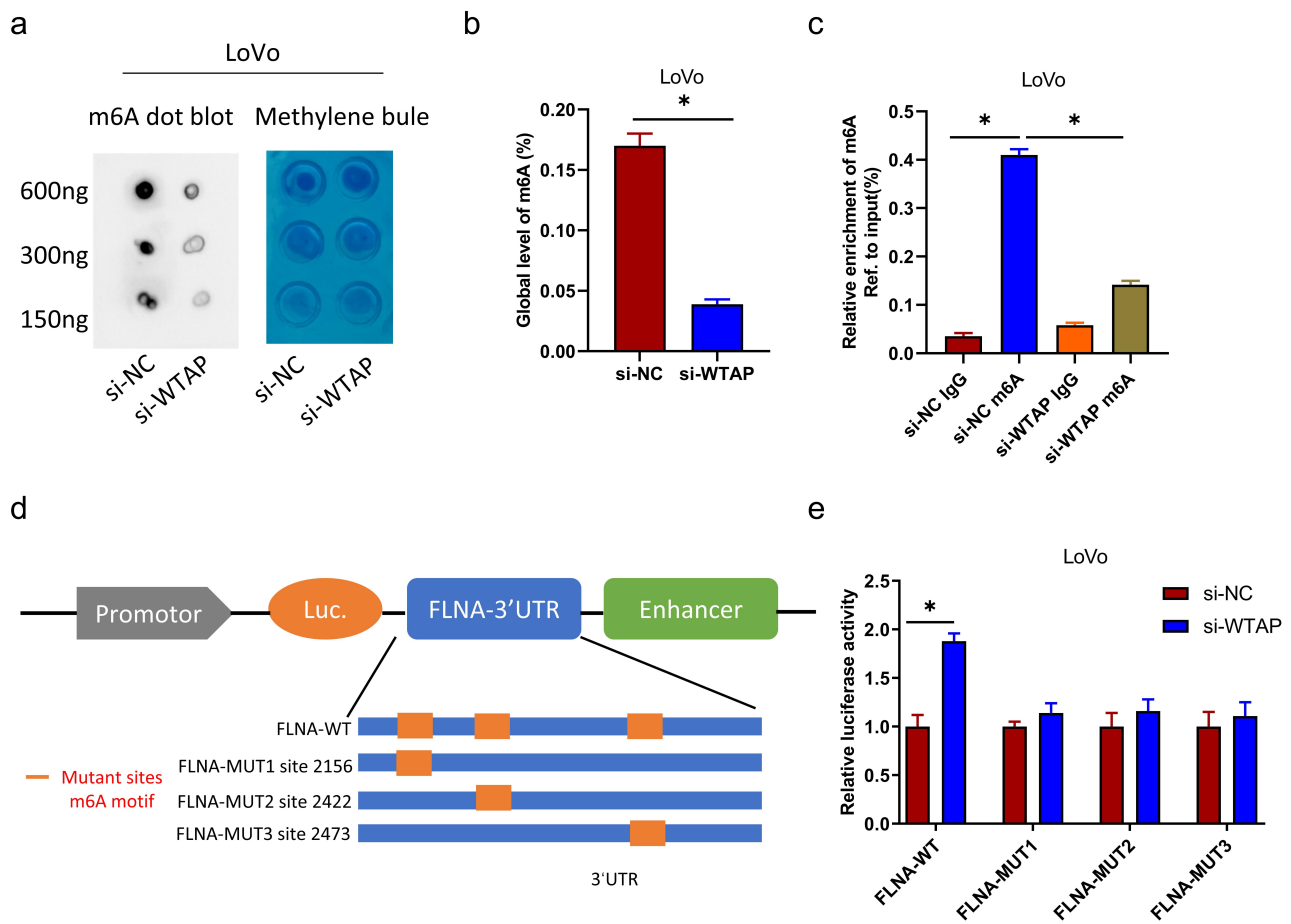 a
LoVo
m6A dot blot
Methylene bule
600ng
300ng
150ng
si-NC
si-WTAP
si-NC
si-WTAP
b
LoVo
*
Global level of m6A (%)
0.20
0.15
0.10
0.05
0.00
si-NC
si-WTAP
c
LoVo
*
*
Relative enrichment of m6A
Ref. to input(%)
0.5
0.4
0.3
0.2
0.1
0.0
si-NC IgG
si-NC m6A
si-WTAP IgG
si-WTAP m6A
d
Promotor
Luc.
FLNA-3'UTR
Enhancer
FLNA-WT
FLNA-MUT1 site 2156
FLNA-MUT2 site 2422
FLNA-MUT3 site 2473
Mutant sites
m6A motif
3'UTR
e
LoVo
*
si-NC
si-WTAP
Relative luciferase activity
2.5
2.0
1.5
1.0
0.5
0.0
FLNA-WT
FLNA-MUT1
FLNA-MUT2
FLNA-MUT3